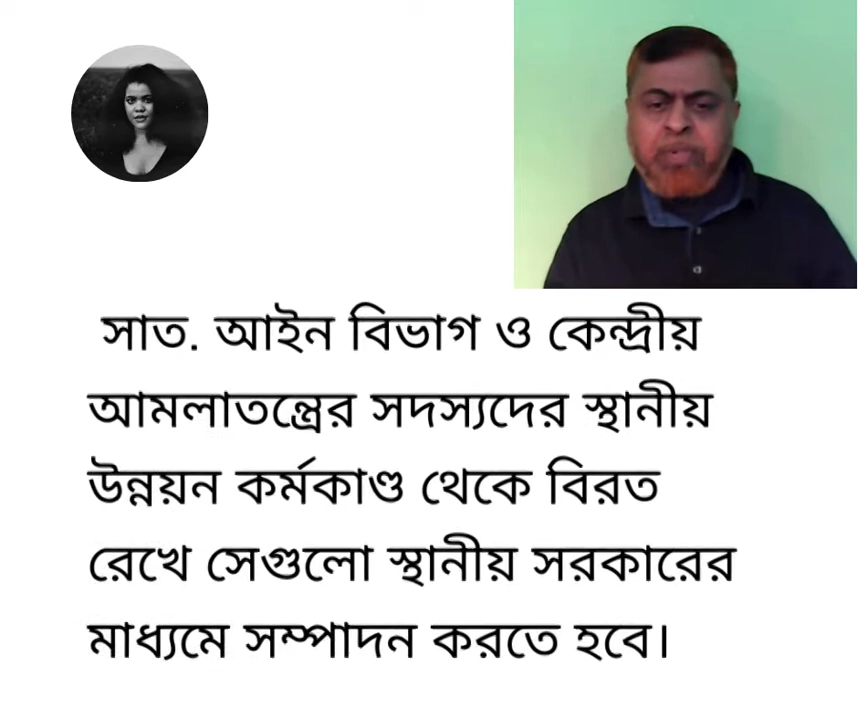 সাত. আইন বিভাগ ও কেন্দ্রীয়
আমলাতন্ত্রের সদস্যদের স্থানীয়
উন্নয়ন কর্মকাণ্ড থেকে বিরত
রেখে সেগুলো স্থানীয় সরকারের
মাধ্যমে সম্পাদন করতে হবে।